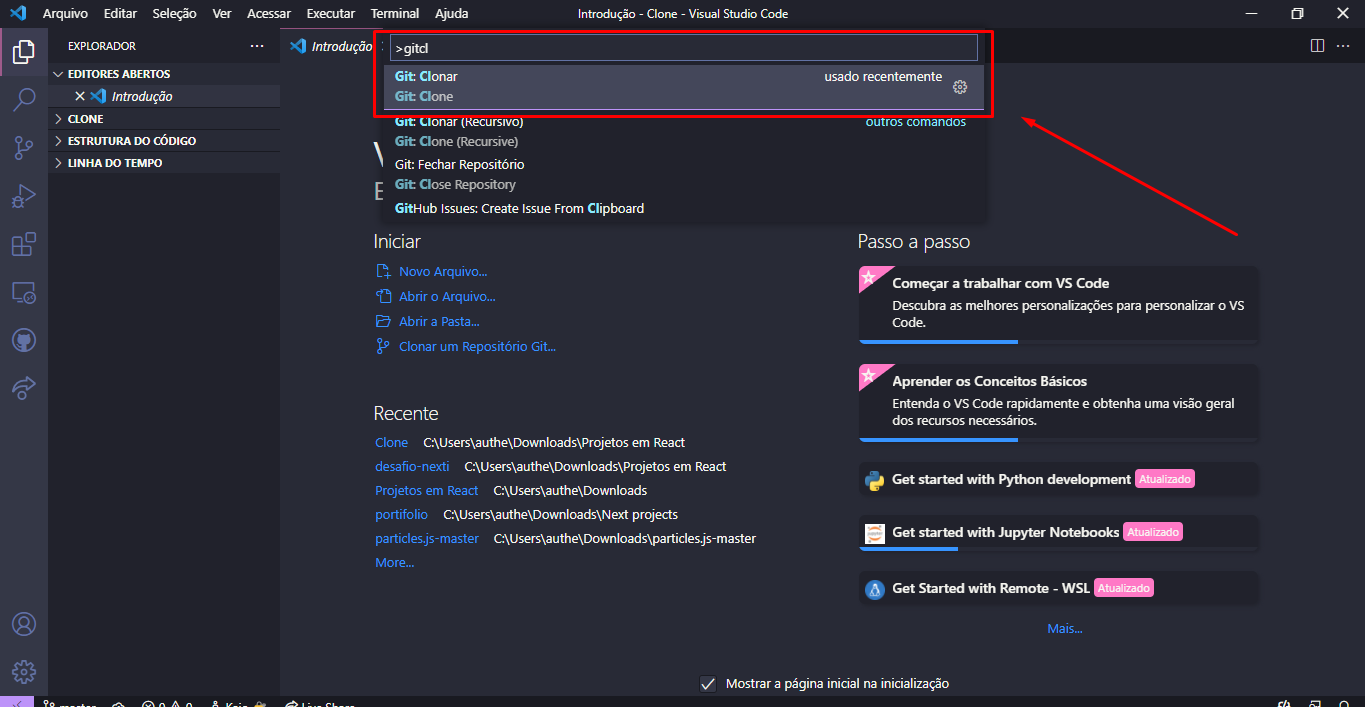 Arquivo Editar Seleção Ver Acessar Executar Terminal Ajuda
Introdução - Clone - Visual Studio Code
EXPLORADOR
EDITORES ABERTOS
Introdução
CLONE
ESTRUTURA DO CÓDIGO
LINHA DO TEMPO
Introdução
>gitcl
Git: Clonar usado recentemente
Git: Clone
Git: Clonar (Recursivo) outros comandos
Git: Clone (Recursive)
Git: Fechar Repositório
Git: Close Repository
GitHub Issues: Create Issue From Clipboard
Iniciar
Novo Arquivo...
Abrir o Arquivo...
Abrir a Pasta...
Clonar um Repositório Git...
Recente
Clone C:\Users\authe\Downloads\Projetos em React
desafio-nexti C:\Users\authe\Downloads\Projetos em React
Projetos em React C:\Users\authe\Downloads
portifolio C:\Users\authe\Downloads\Next projects
particles.js-master C:\Users\authe\Downloads\particles.js-master
More...
Passo a passo
Começar a trabalhar com VS Code
Descubra as melhores personalizações para personalizar o VS
Code.
Aprender os Conceitos Básicos
Entenda o VS Code rapidamente e obtenha uma visão geral
dos recursos necessários.
Get started with Python development Atualizado
Get started with Jupyter Notebooks Atualizado
Get Started with Remote - WSL Atualizado
Mais...
Mostrar a página inicial na inicialização
master 0 0 Live Share